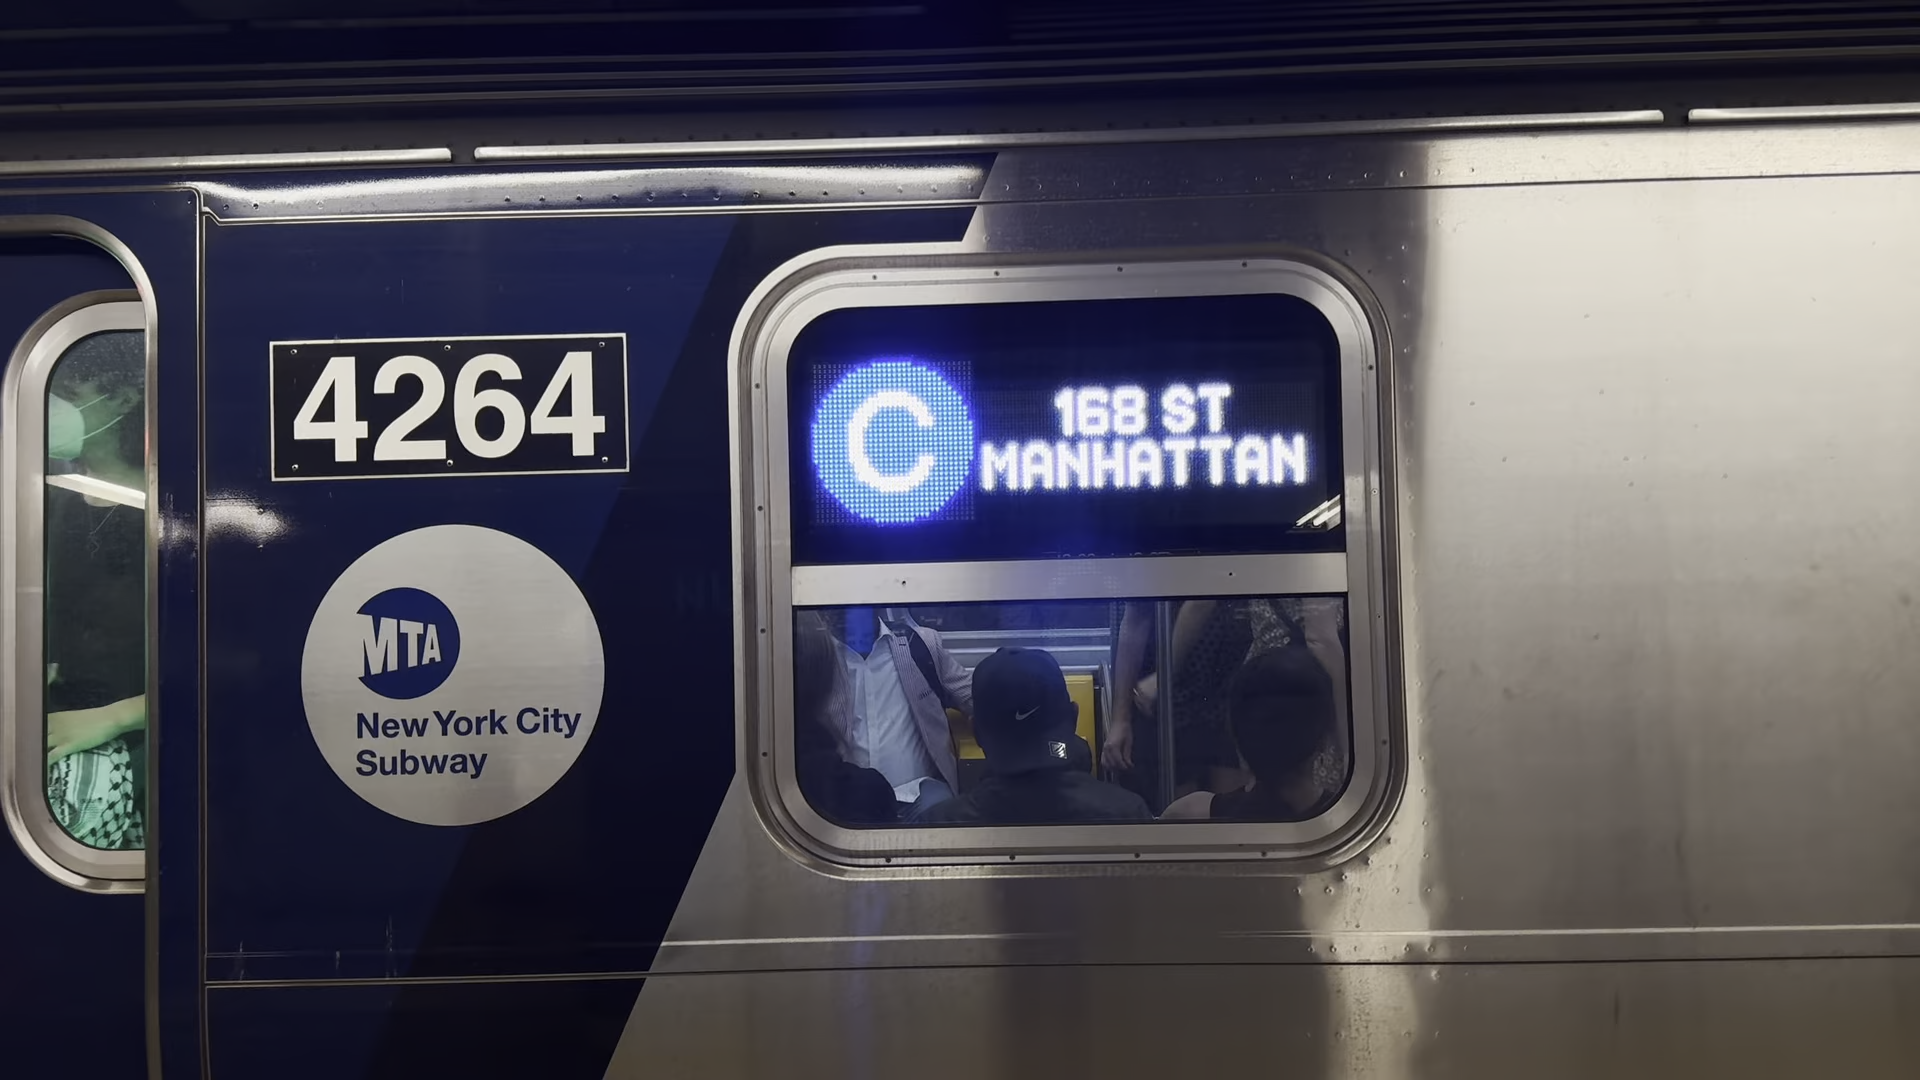 4264
MTA
New York City
Subway
C
168 ST
MANHATTAN